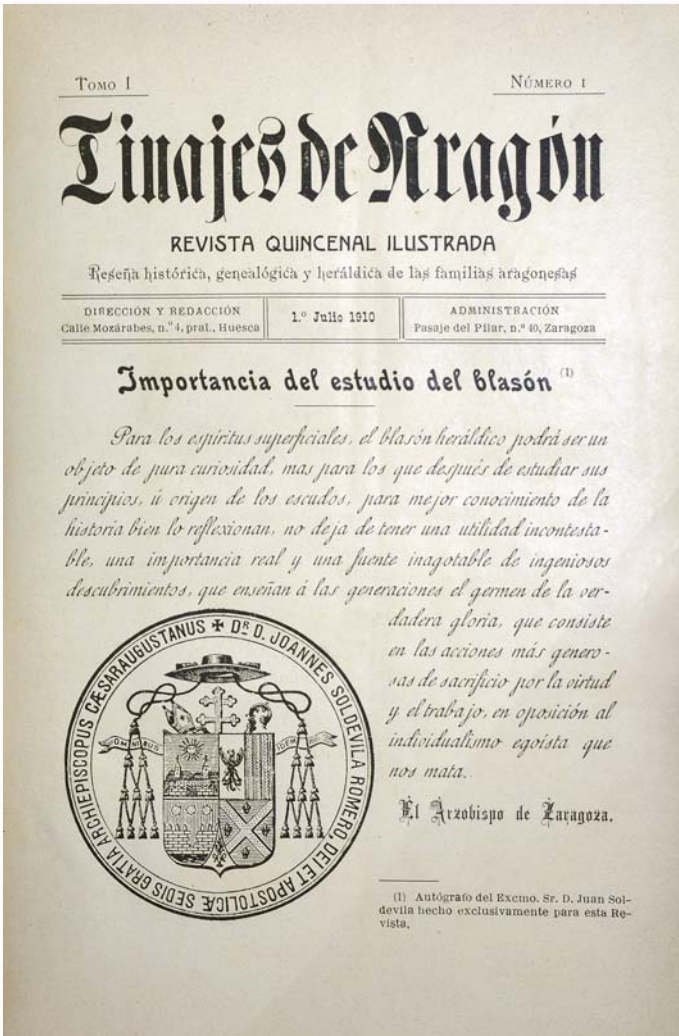 Tomo I
Número 1
Linajes de Aragón
REVISTA QUINCENAL ILUSTRADA
Reseña histórica, genealógica y heráldica de las familias aragonesas
DIRECCIÓN Y REDACCIÓN
Calle Mozárabes, n.º 4, pral., Huesca
1.º Julio 1910
ADMINISTRACIÓN
Pasaje del Pilar, n.º 40, Zaragoza
Importancia del estudio del blasón (1)
Para los espíritus superficiales, el blasón heráldico podrá ser un
objeto de pura curiosidad, mas para los que después de estudiar sus
principios, ú origen de los escudos, para mejor conocimiento de la
historia bien lo reflexionan, no deja de tener una utilidad incontesta-
ble, una importancia real y una fuente inagotable de ingeniosos
descubrimientos, que enseñan á las generaciones el germen de la ver-
dadera gloria, que consiste
en las acciones más genero-
sas de sacrificio por la virtud
y el trabajo, en oposición al
individualismo egoísta que
nos mata.
El Arzobispo de Zaragoza.
✠ DR D. JOANNES SOLDEVILA ROMERO, DEI ET APOSTOLICÆ SEDIS GRATIA ARCHIEPISCOPUS CÆSARAUGUSTANUS
OMNIBUS
IDEM
(1) Autógrafo del Excmo. Sr. D. Juan Sol-
devila hecho exclusivamente para esta Re-
vista.